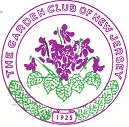 THE GARDEN CLUB OF NEW JERSEY
1925